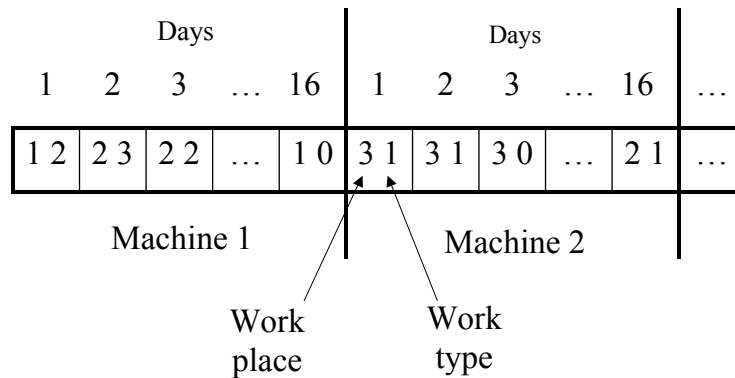 Days Days
1 2 3 … 16 1 2 3 … 16 …
1 2 2 3 2 2 … 1 0 3 1 3 1 3 0 … 2 1 …
Machine 1 Machine 2
Work place Work type